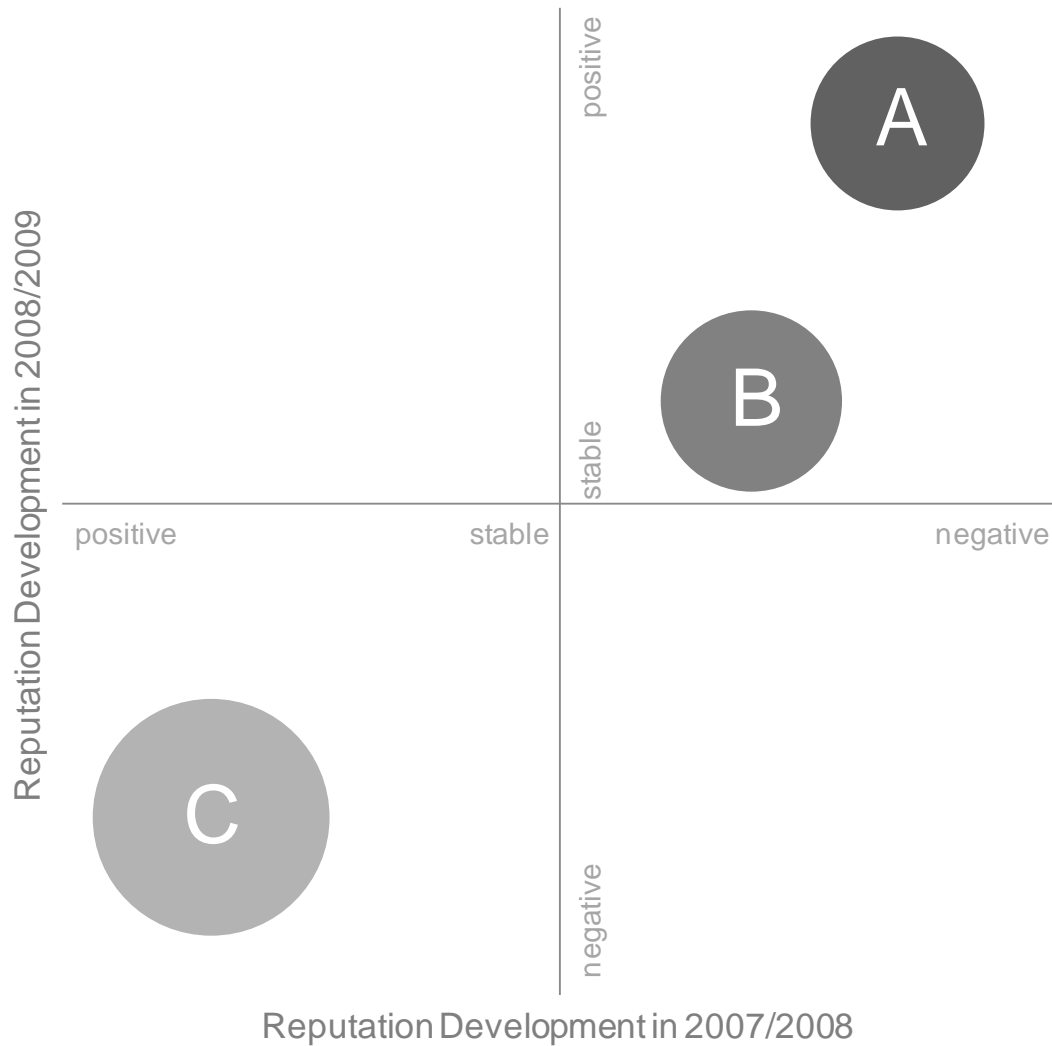 positive
A
Reputation Development in 2008/2009
B
stable
positive
stable
negative
C
negative
Reputation Development in 2007/2008